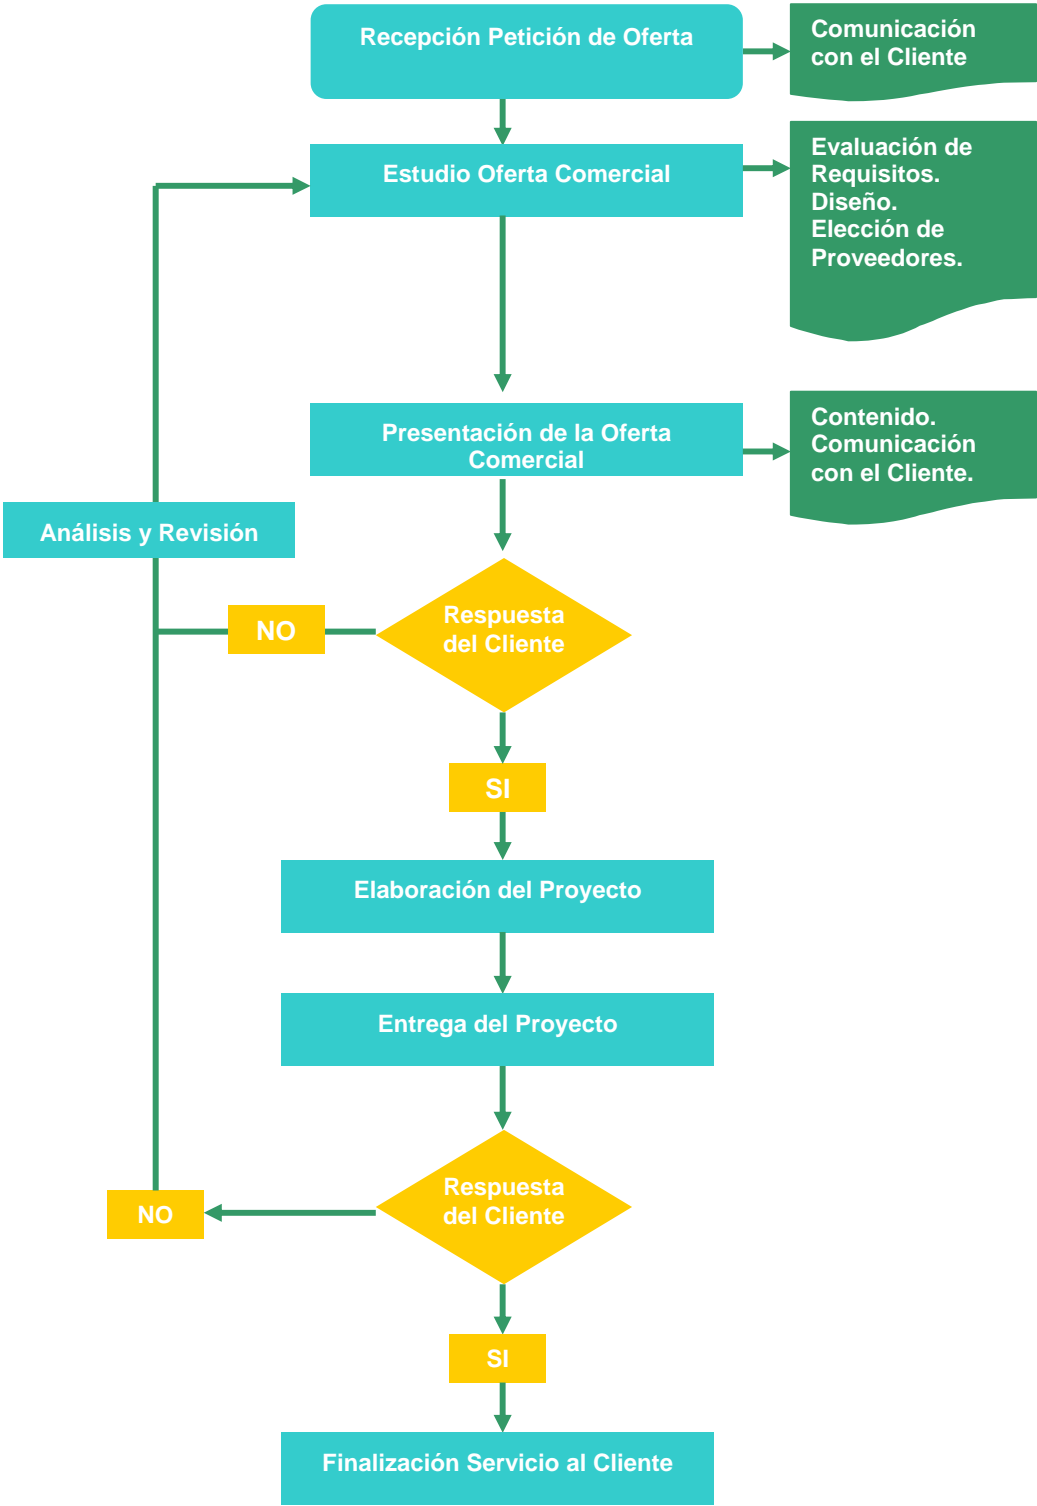 Recepción Petición de Oferta
Comunicación
con el Cliente
Estudio Oferta Comercial
Evaluación de
Requisitos.
Diseño.
Elección de
Proveedores.
Presentación de la Oferta
Comercial
Contenido.
Comunicación
con el Cliente.
Análisis y Revisión
Respuesta
del Cliente
NO
SI
Elaboración del Proyecto
Entrega del Proyecto
Respuesta
del Cliente
NO
SI
Finalización Servicio al Cliente